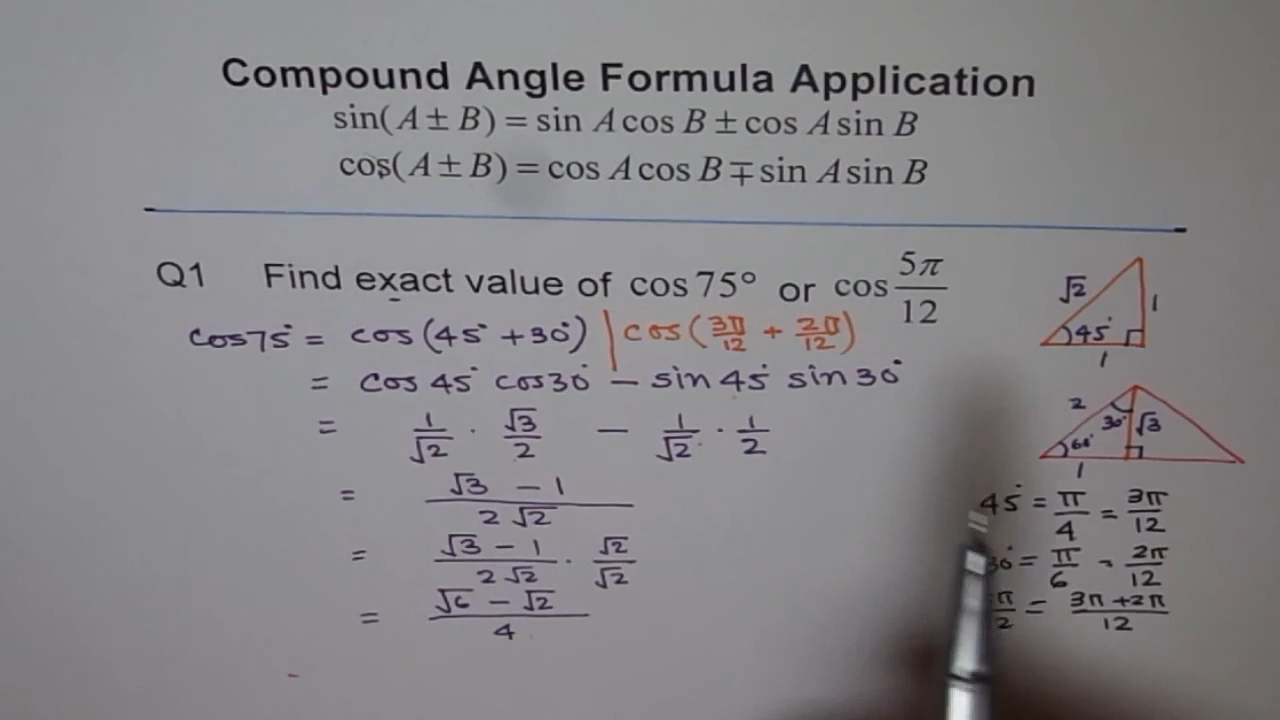 Compound Angle Formula Application
sin(A ± B) = sin A cos B ± cos A sin B
cos(A ± B) = cos A cos B ∓ sin A sin B
Q1 Find exact value of cos 75° or cos 5π/12
cos75° = cos(45° + 30°) | cos(3π/12 + 2π/12)
= cos 45° cos30° − sin 45° sin 30°
= 1/√2 · √3/2 − 1/√2 · 1/2
= √3 − 1 / 2√2
= √3 − 1 / 2√2 · √2/√2
= √6 − √2 / 4
√2
1
45°
1
2
30°
√3
60°
1
45° = π/4 = 3π/12
30° = π/6 = 2π/12
π/2 = 3π + 2π / 12